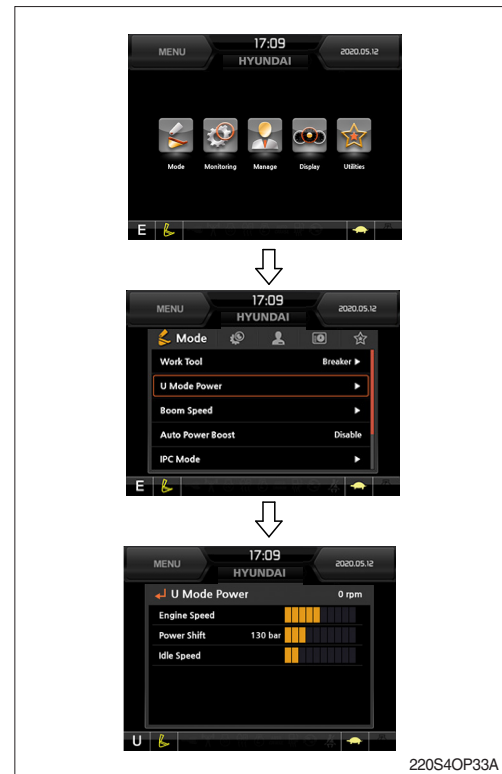 MENU 17:09 2020.05.12
HYUNDAI
Mode Monitoring Manage Display Utilities
E
MENU 17:09 2020.05.12
HYUNDAI
Mode
Work Tool Breaker ▶
U Mode Power ▶
Boom Speed ▶
Auto Power Boost Disable
IPC Mode ▶
E
MENU 17:09 2020.05.12
HYUNDAI
U Mode Power 0 rpm
Engine Speed
Power Shift 130 bar
Idle Speed
U
220S4OP33A